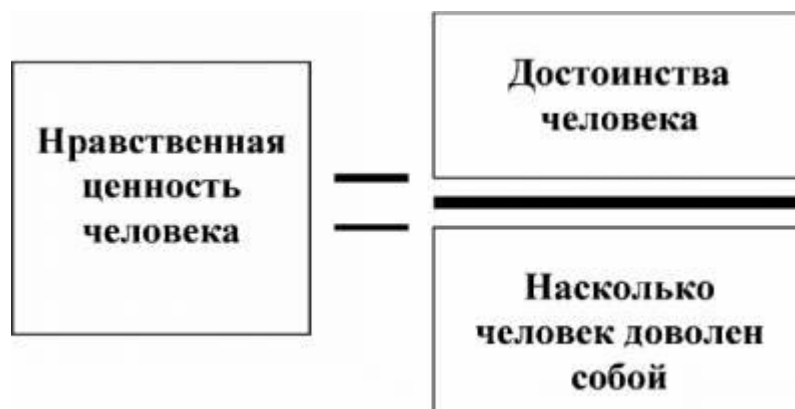 Нравственная
ценность
человека
Достоинства
человека
Насколько
человек доволен
собой